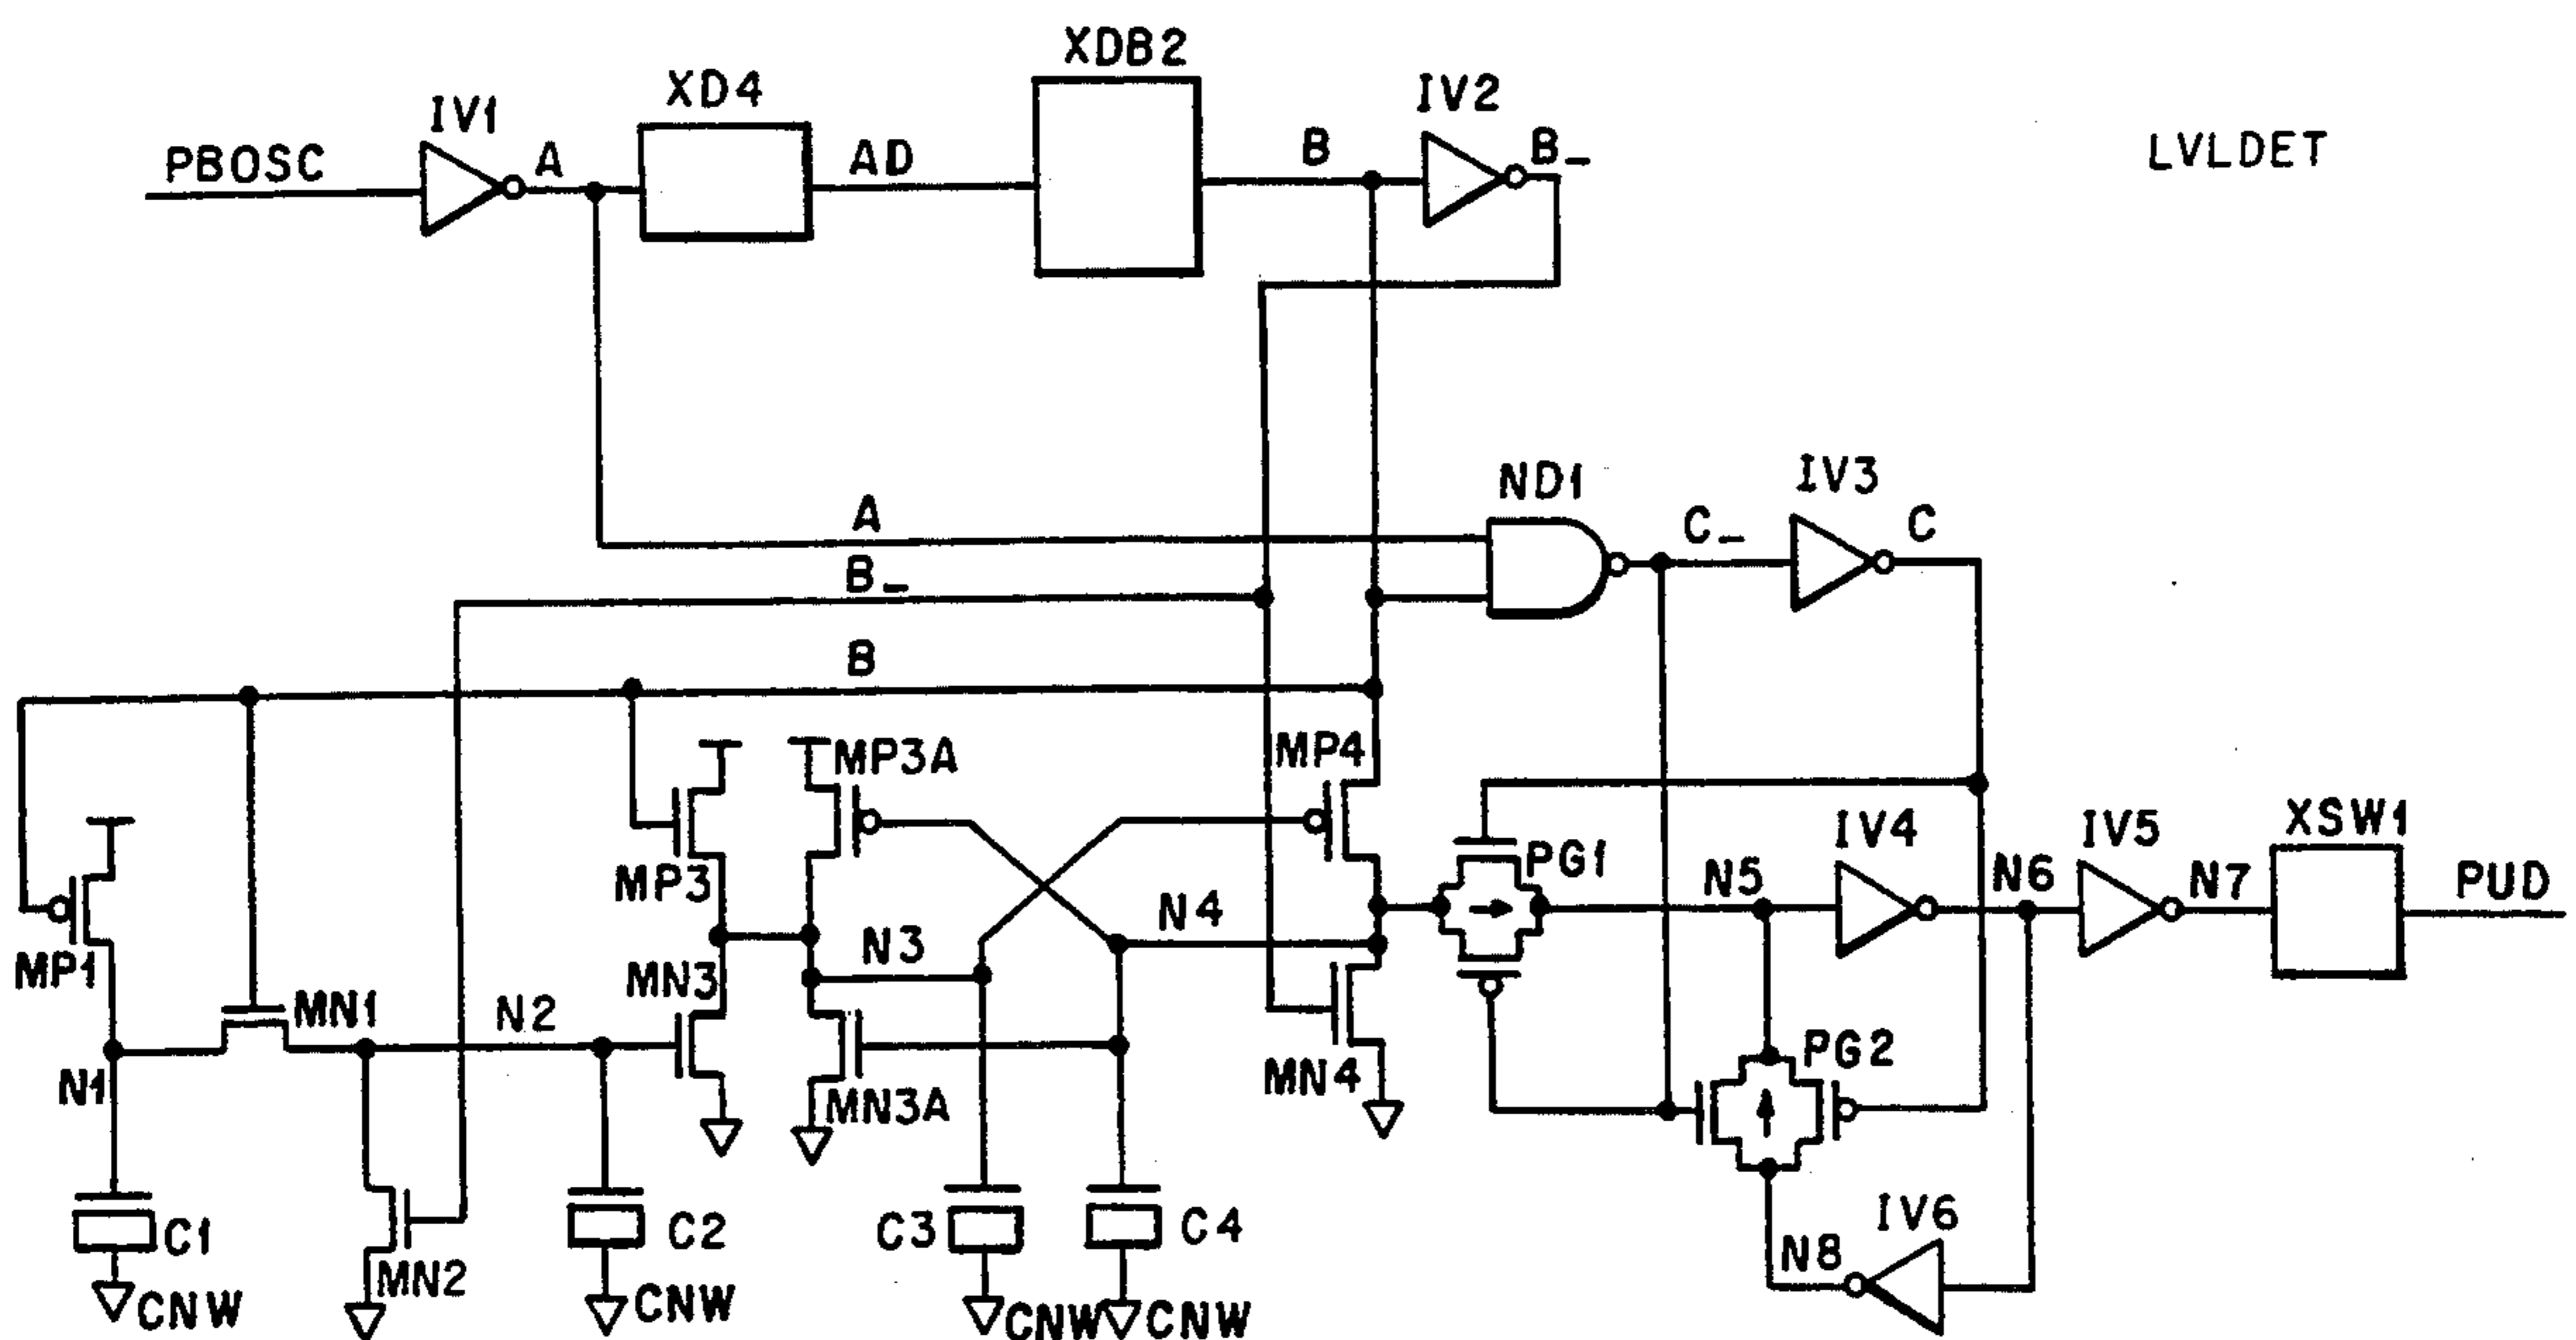 XDB2
XD4
IV1
IV2
PBOSC
A
AD
B
B_
LVLDET
ND1
IV3
A
C_
C
B_
B
MP3A
MP4
IV4
IV5
XSW1
MP3
PG1
N5
N6
N7
PUD
N4
N3
MP1
MN3
MN1
N2
N1
MN3A
MN4
PG2
C1
C2
C3
C4
IV6
N8
MN2
CNW
CNW
CNW
CNW